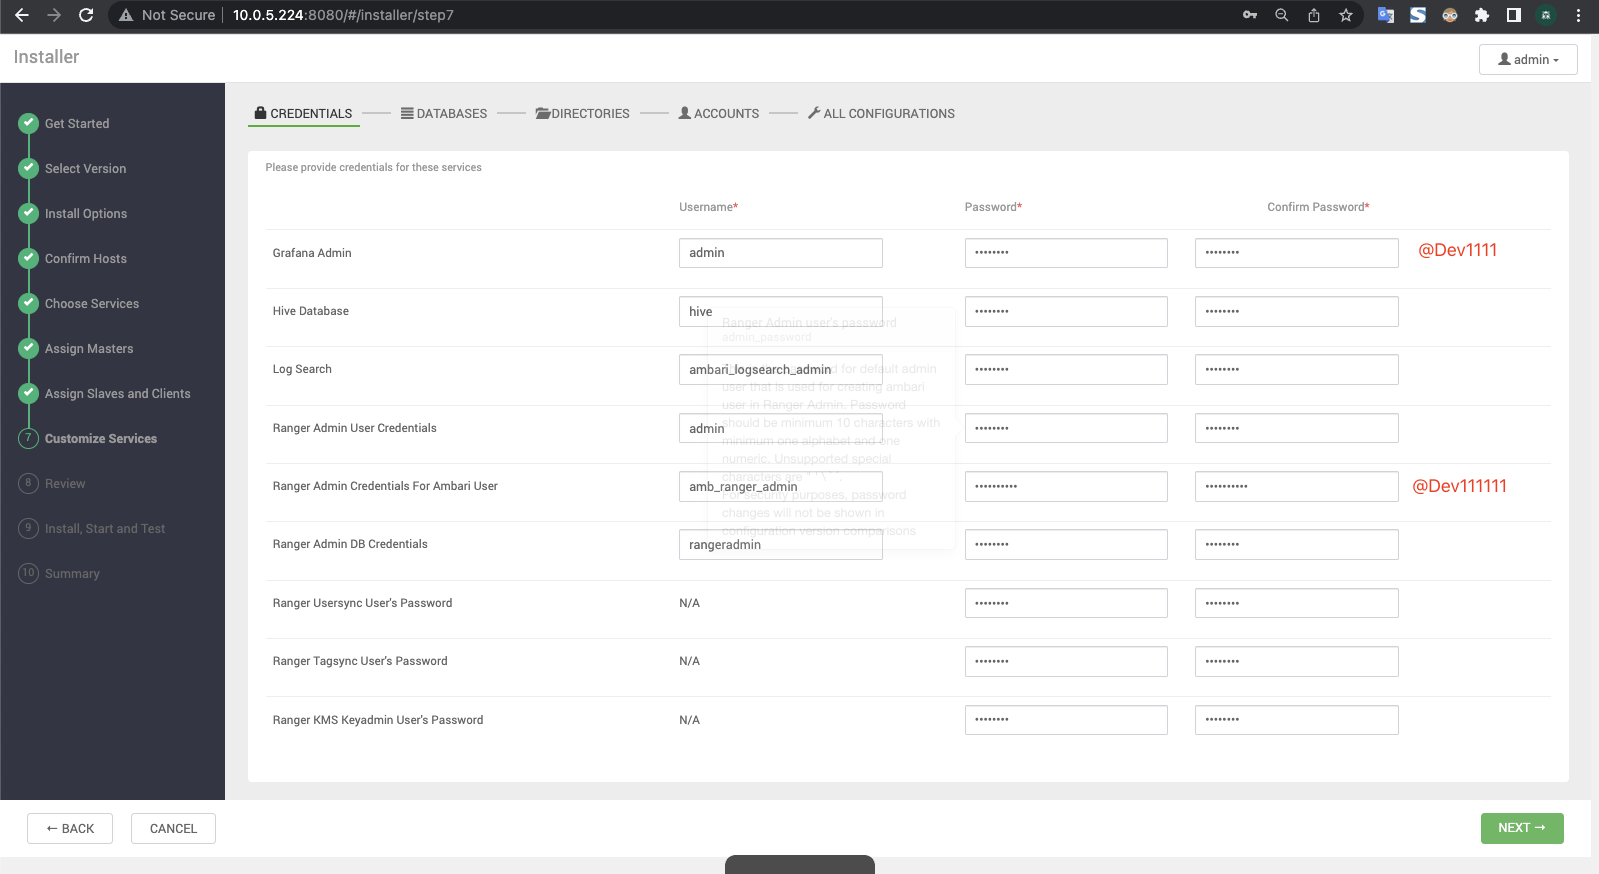 Not Secure 10.0.5.224:8080/#/installer/step7
Installer
admin
Get Started
Select Version
Install Options
Confirm Hosts
Choose Services
Assign Masters
Assign Slaves and Clients
7 Customize Services
8 Review
9 Install, Start and Test
10 Summary
CREDENTIALS DATABASES DIRECTORIES ACCOUNTS ALL CONFIGURATIONS
Please provide credentials for these services
Username* Password* Confirm Password*
Grafana Admin admin •••••••• •••••••• @Dev1111
Hive Database hive •••••••• ••••••••
Log Search ambari_logsearch_admin •••••••• ••••••••
Ranger Admin User Credentials admin •••••••• ••••••••
Ranger Admin Credentials For Ambari User amb_ranger_admin •••••••••• •••••••••• @Dev111111
Ranger Admin DB Credentials rangeradmin •••••••• ••••••••
Ranger Usersync User's Password N/A •••••••• ••••••••
Ranger Tagsync User's Password N/A •••••••• ••••••••
Ranger KMS Keyadmin User's Password N/A •••••••• ••••••••
Ranger Admin user's password
admin_password
for default admin
user that is used for creating ambari
user in Ranger Admin. Password
should be minimum 10 characters with
minimum one alphabet and one
numeric. Unsupported special
characters are
For security purposes, password
changes will not be shown in
configuration version comparisons
← BACK CANCEL NEXT →